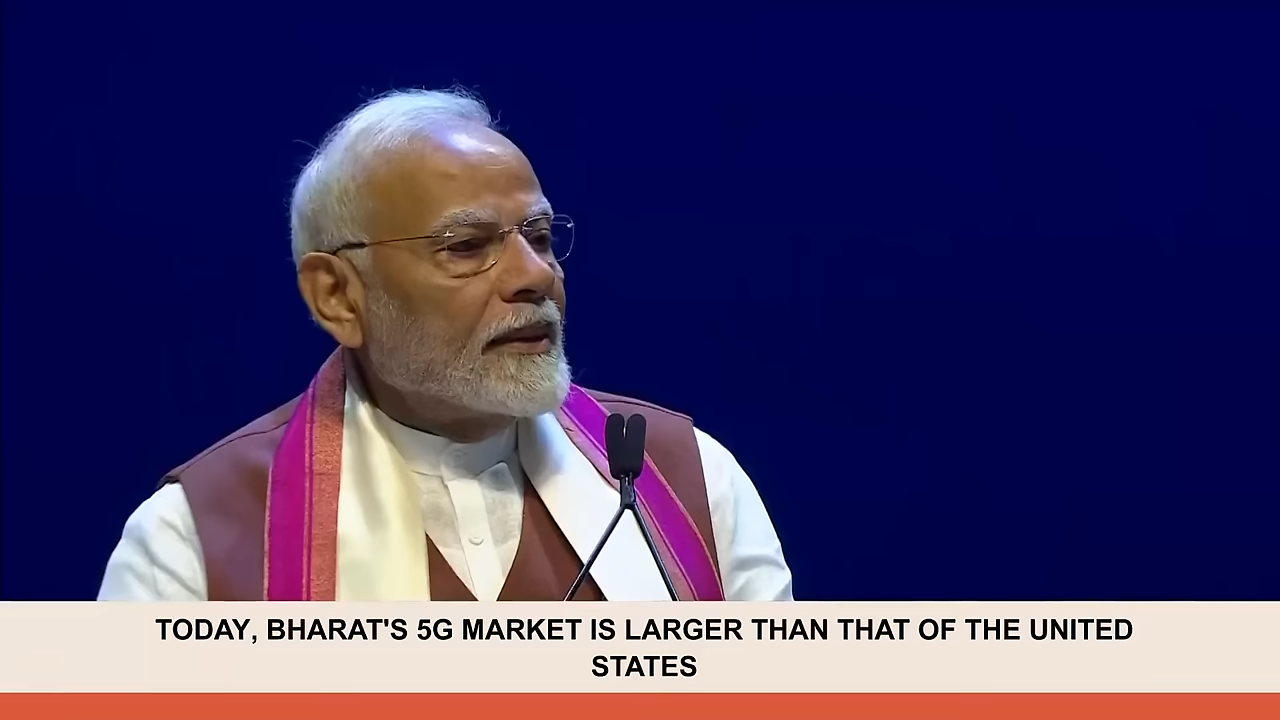 TODAY, BHARAT'S 5G MARKET IS LARGER THAN THAT OF THE UNITED
STATES